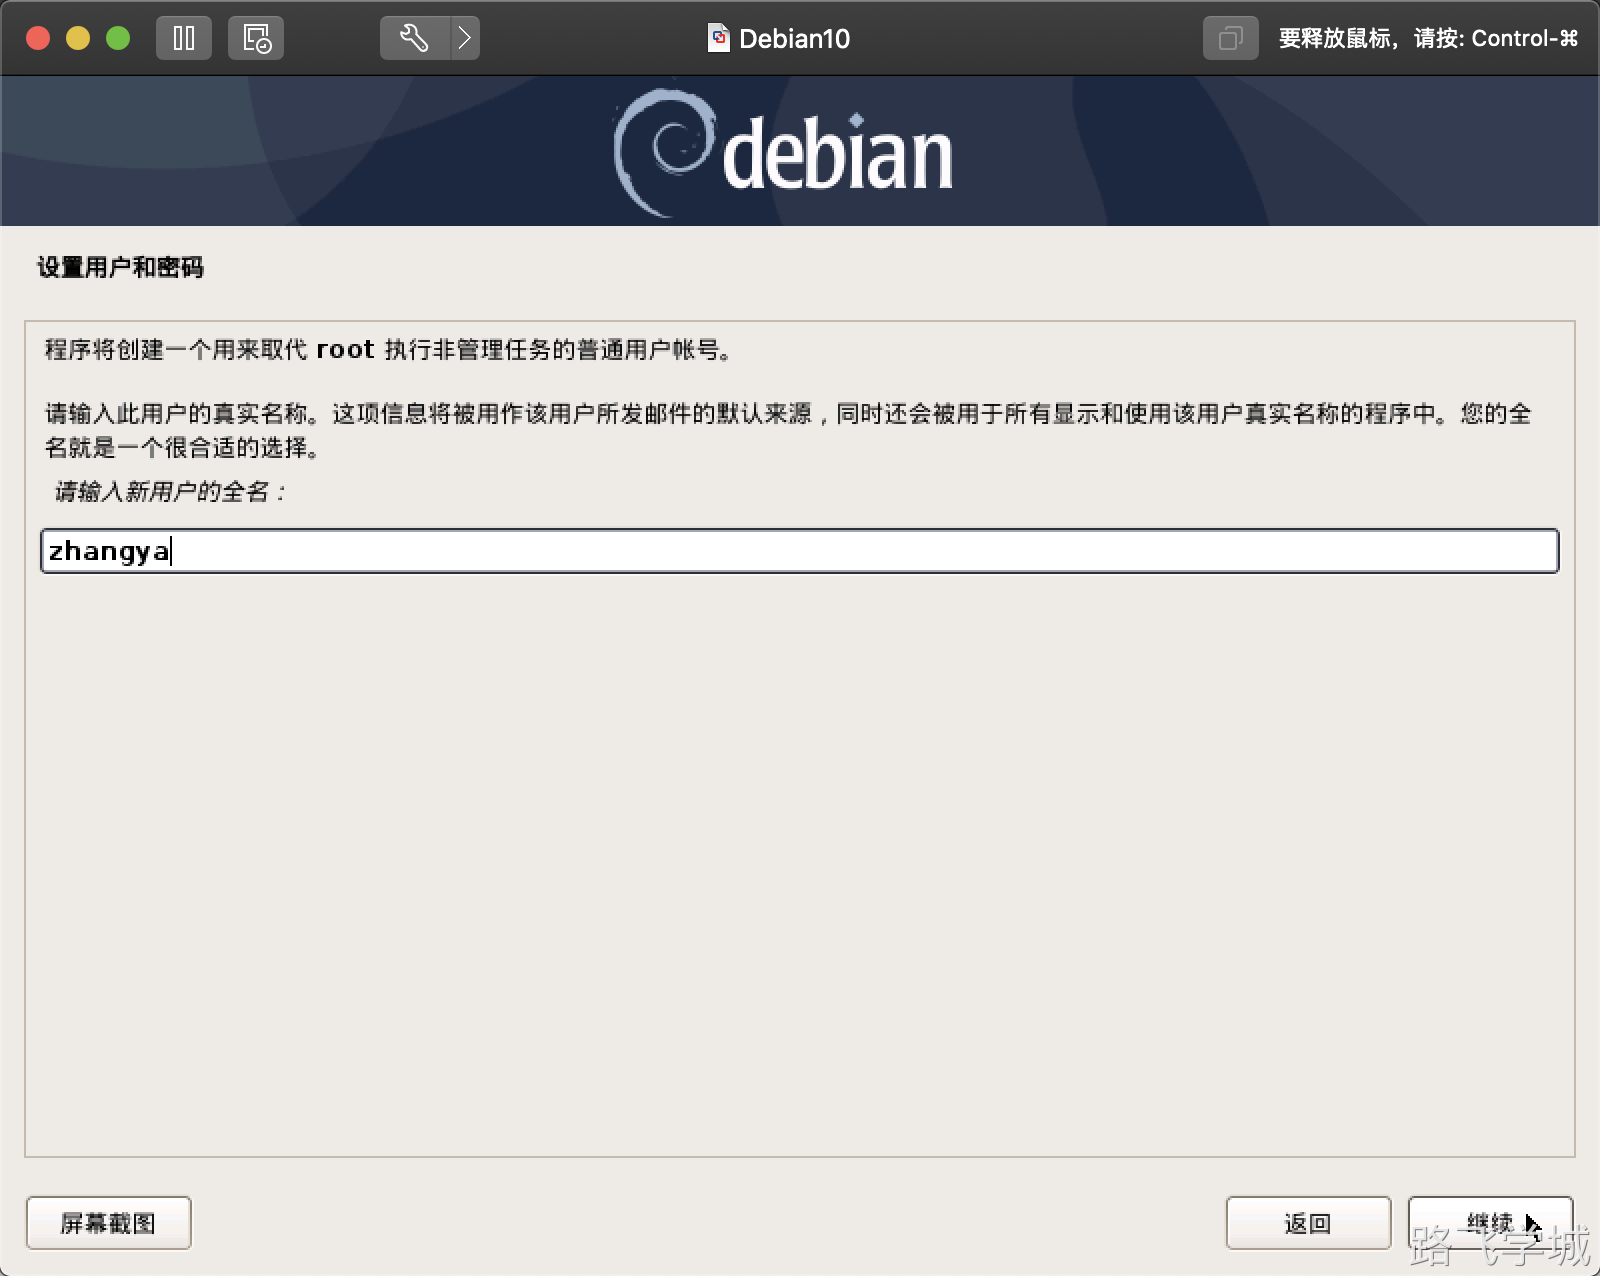 Debian10
要释放鼠标，请按: Control-⌘
debian
设置用户和密码
程序将创建一个用来取代 root 执行非管理任务的普通用户帐号。
请输入此用户的真实名称。这项信息将被用作该用户所发邮件的默认来源，同时还会被用于所有显示和使用该用户真实名称的程序中。您的全
名就是一个很合适的选择。
请输入新用户的全名：
zhangya
屏幕截图
返回
继续
路飞学城